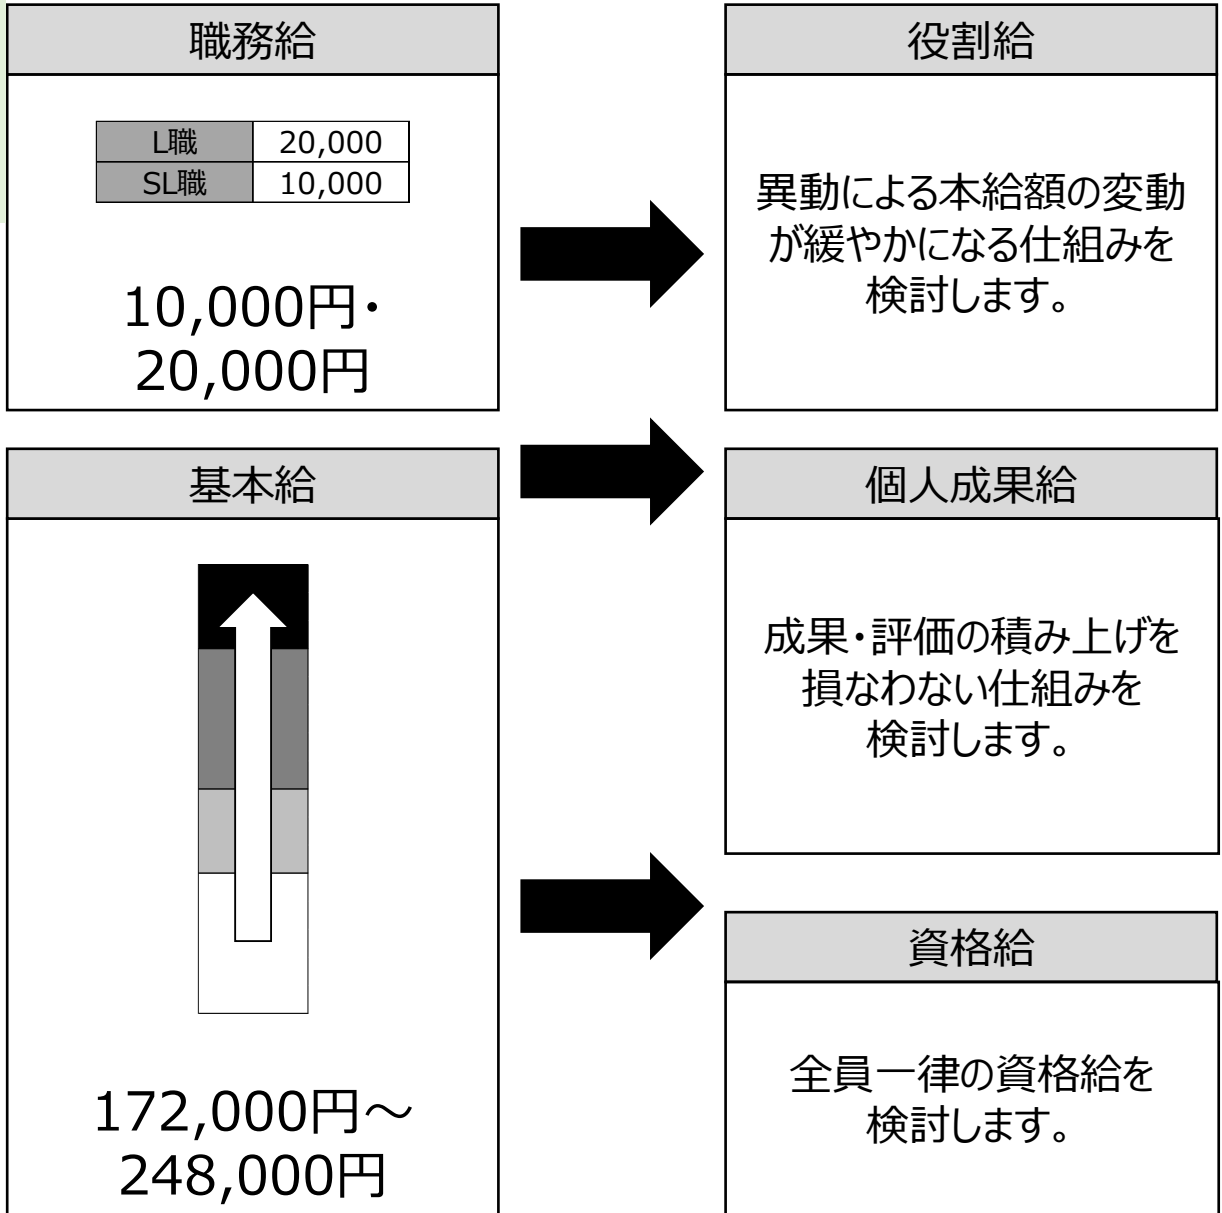 職務給
L職 20,000
SL職 10,000
10,000円・
20,000円
役割給
異動による本給額の変動
が緩やかになる仕組みを
検討します。
基本給
172,000円～
248,000円
個人成果給
成果・評価の積み上げを
損なわない仕組みを
検討します。
資格給
全員一律の資格給を
検討します。